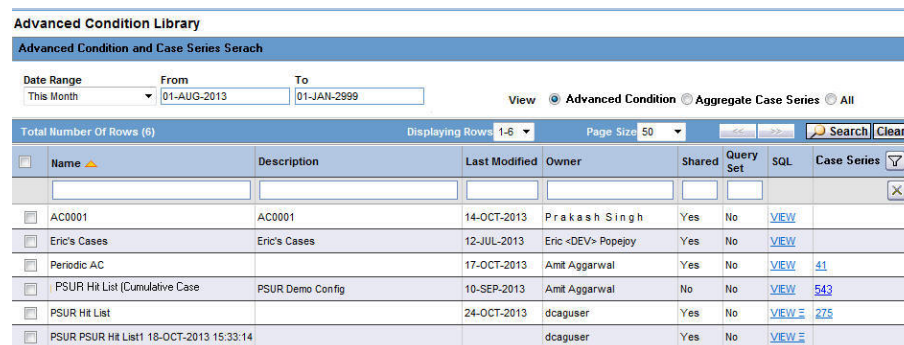 Advanced Condition Library
Advanced Condition and Case Series Serach
Date Range From To
This Month 01-AUG-2013 01-JAN-2999 View Advanced Condition Aggregate Case Series All
Total Number Of Rows (6) Displaying Rows 1-6 Page Size 50 << >> Search Clear
Name Description Last Modified Owner Shared Query Set SQL Case Series
AC0001 AC0001 14-OCT-2013 Prakash Singh Yes No VIEW
Eric's Cases Eric's Cases 12-JUL-2013 Eric <DEV> Popejoy Yes No VIEW
Periodic AC 17-OCT-2013 Amit Aggarwal Yes No VIEW 41
PSUR Hit List (Cumulative Case PSUR Demo Config 10-SEP-2013 Amit Aggarwal No No VIEW 543
PSUR Hit List 24-OCT-2013 dcaguser Yes No VIEW Ξ 275
PSUR PSUR Hit List1 18-OCT-2013 15:33:14 dcaguser Yes No VIEW Ξ